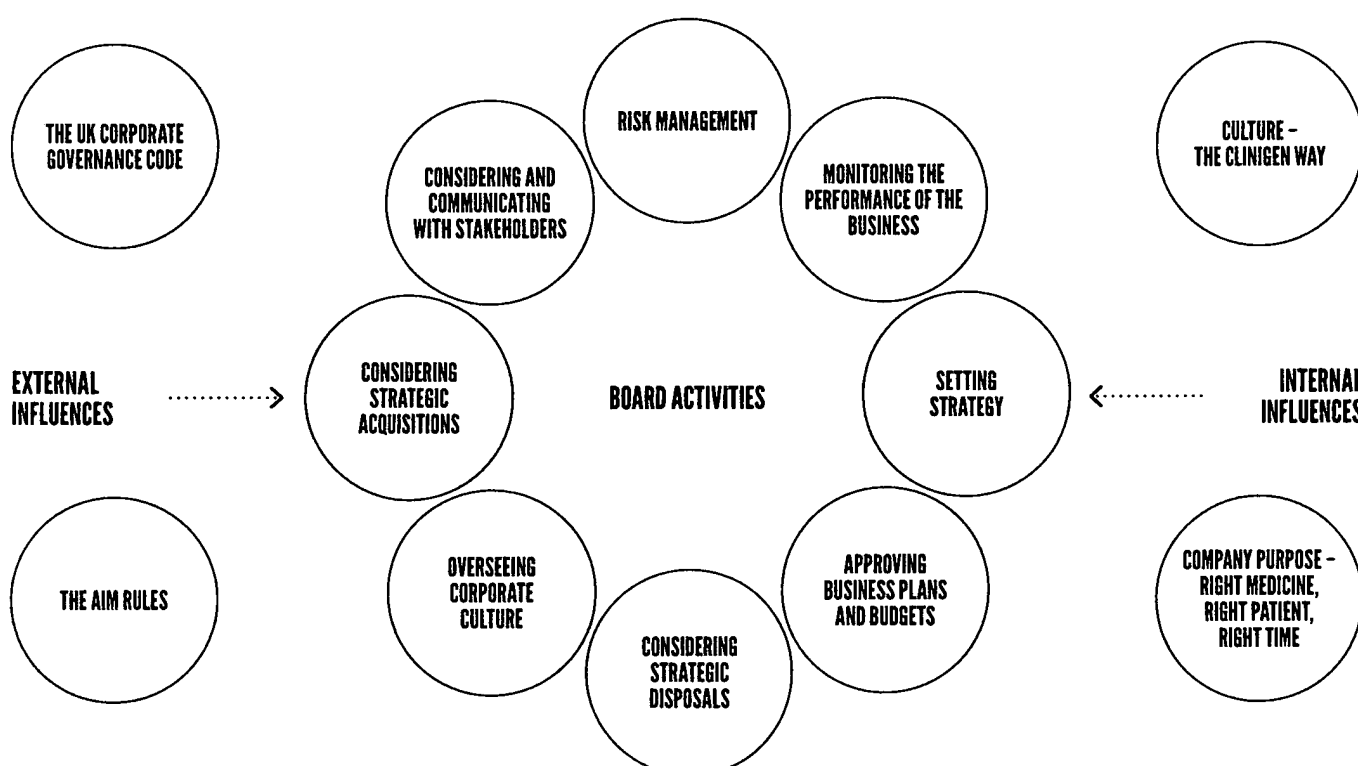 THE UK CORPORATE
GOVERNANCE CODE
EXTERNAL
INFLUENCES
THE AIM RULES
RISK MANAGEMENT
CONSIDERING AND
COMMUNICATING
WITH STAKEHOLDERS
MONITORING THE
PERFORMANCE OF THE
BUSINESS
CONSIDERING
STRATEGIC
ACQUISITIONS
BOARD ACTIVITIES
SETTING
STRATEGY
OVERSEEING
CORPORATE
CULTURE
APPROVING
BUSINESS PLANS
AND BUDGETS
CONSIDERING
STRATEGIC
DISPOSALS
CULTURE –
THE CLINIGEN WAY
INTERNAL
INFLUENCES
COMPANY PURPOSE –
RIGHT MEDICINE,
RIGHT PATIENT,
RIGHT TIME